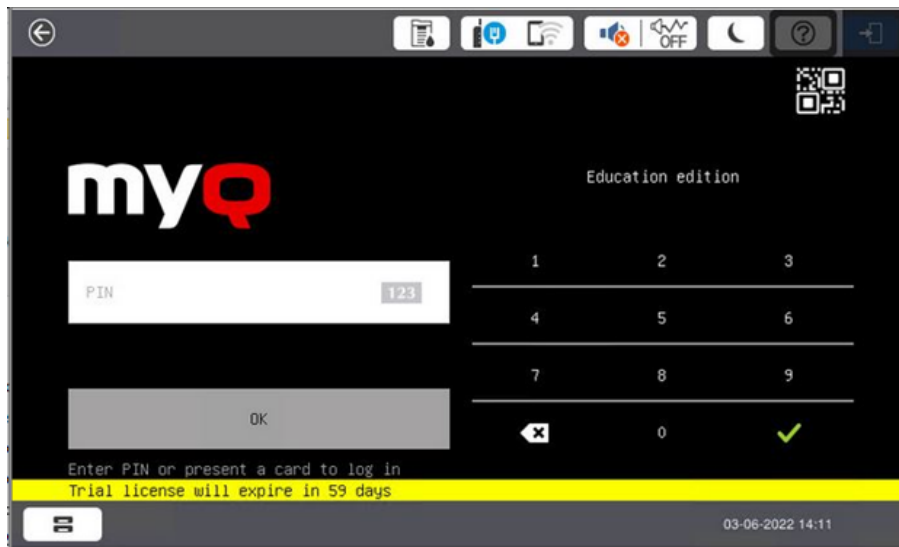 OFF
myQ
Education edition
PIN
123
1 2 3
4 5 6
7 8 9
0
OK
Enter PIN or present a card to log in
Trial license will expire in 59 days
03-06-2022 14:11